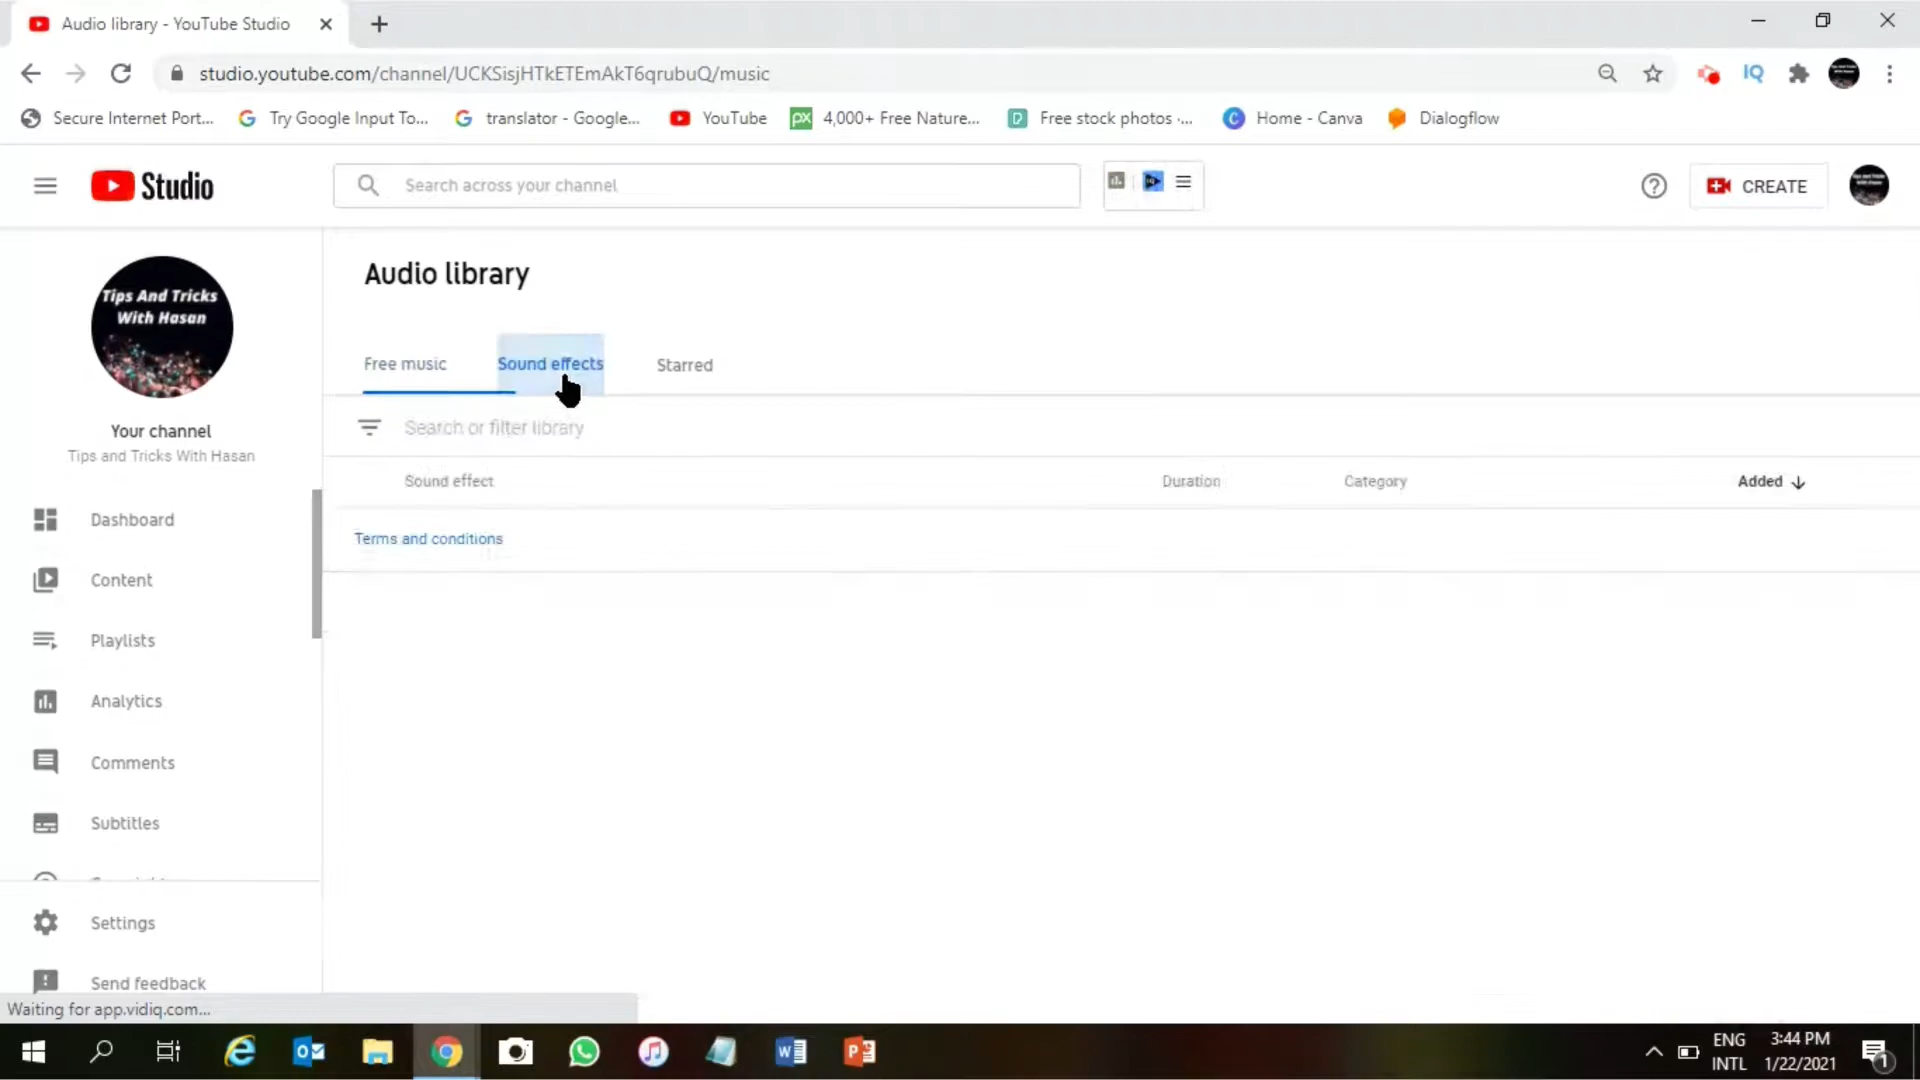 Audio library - YouTube Studio
studio.youtube.com/channel/UCKSisjHTkETEmAkT6qrubuQ/music
IQ
Secure Internet Port...
Try Google Input To...
translator - Google...
YouTube
px
4,000+ Free Nature...
Free stock photos ·...
Home - Canva
Dialogflow
Studio
Search across your channel
CREATE
Tips And Tricks
With Hasan
Your channel
Tips and Tricks With Hasan
Dashboard
Content
Playlists
Analytics
Comments
Subtitles
Settings
Send feedback
Audio library
Free music
Sound effects
Starred
Search or filter library
Sound effect
Duration
Category
Added
Terms and conditions
Waiting for app.vidiq.com...
ENG
INTL
3:44 PM
1/22/2021
1